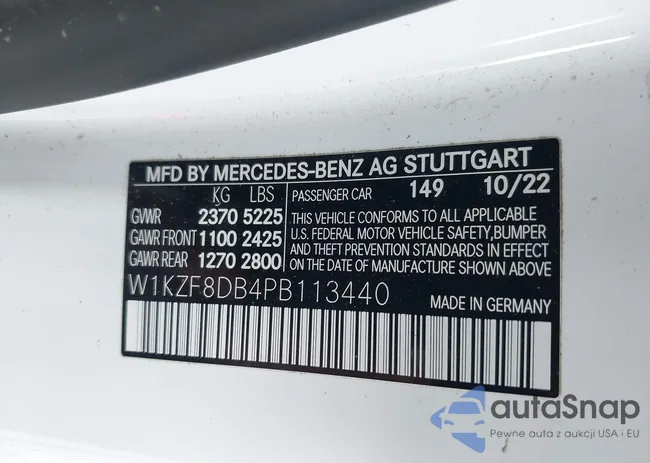 MFD BY MERCEDES-BENZ AG STUTTGART
KG LBS PASSENGER CAR 149 10/22
GVWR 2370 5225 THIS VEHICLE CONFORMS TO ALL APPLICABLE
GAWR FRONT 1100 2425 U.S. FEDERAL MOTOR VEHICLE SAFETY,BUMPER
GAWR REAR 1270 2800 AND THEFT PREVENTION STANDARDS IN EFFECT
ON THE DATE OF MANUFACTURE SHOWN ABOVE
W1KZF8DB4PB113440 MADE IN GERMANY
autaSnap
Pewne auta z aukcji USA i EU